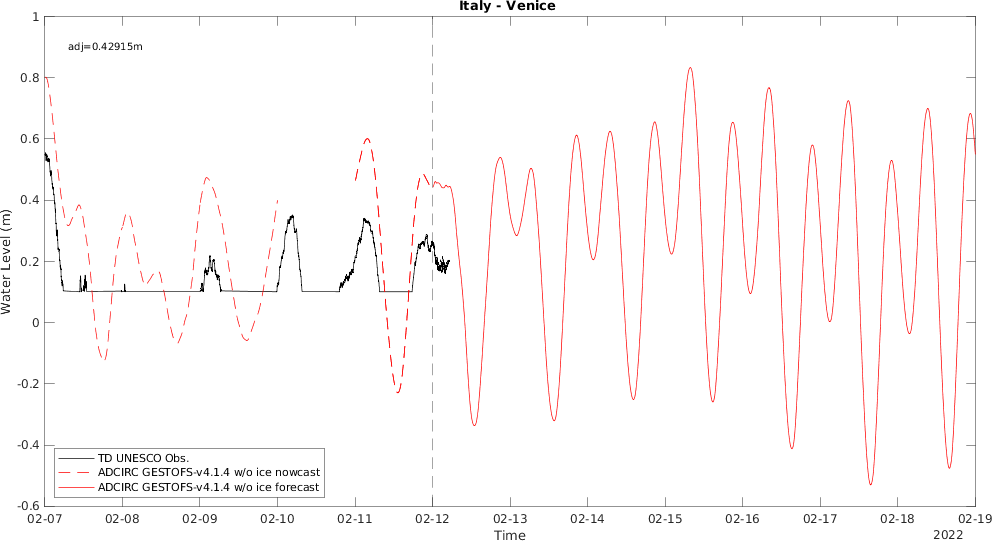 Italy - Venice
adj=0.42915m
Water Level (m)
1
0.8
0.6
0.4
0.2
0
-0.2
-0.4
-0.6
TD UNESCO Obs.
ADCIRC GESTOFS-v4.1.4 w/o ice nowcast
ADCIRC GESTOFS-v4.1.4 w/o ice forecast
02-07 02-08 02-09 02-10 02-11 02-12 02-13 02-14 02-15 02-16 02-17 02-18 02-19
Time
2022